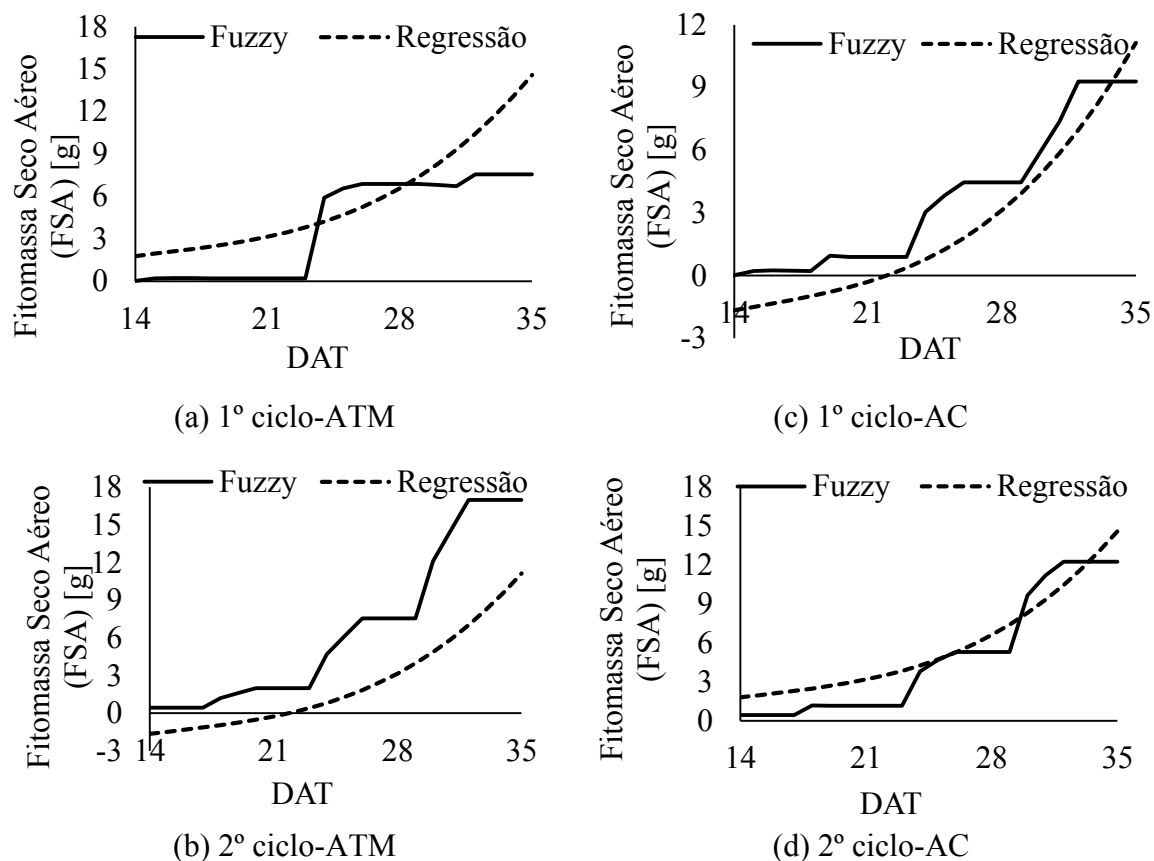 Fuzzy Regressão
Fitomassa Seco Aéreo
(FSA) [g]
18
15
12
9
6
3
0
14 21 28 35
DAT
(a) 1º ciclo-ATM
Fuzzy Regressão
Fitomassa Seco Aéreo
(FSA) [g]
12
9
6
3
0
-3
14 21 28 35
DAT
(c) 1º ciclo-AC
Fuzzy Regressão
Fitomassa Seco Aéreo
(FSA) [g]
18
15
12
9
6
3
0
-3
14 21 28 35
DAT
(b) 2º ciclo-ATM
Fuzzy Regressão
Fitomassa Seco Aéreo
(FSA) [g]
18
15
12
9
6
3
0
14 21 28 35
DAT
(d) 2º ciclo-AC